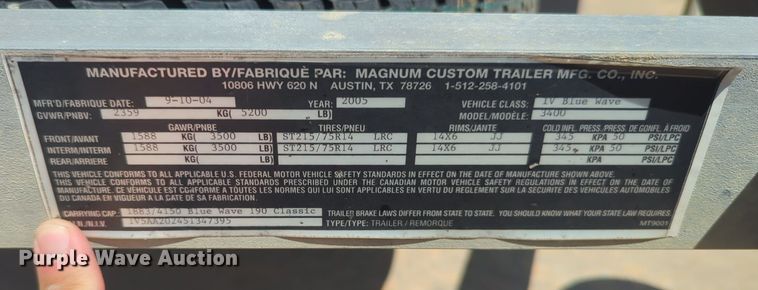 MANUFACTURED BY/FABRIQUÉ PAR: MAGNUM CUSTOM TRAILER MFG. CO., INC.
10806 HWY 620 N AUSTIN, TX 78726 1-512-258-4101
MFR'D/FABRIQUE DATE: 9-10-04 YEAR: 2005 VEHICLE CLASS: IV Blue Wave
GVWR/PNBV: 2359 KG( 5200 LB) MODEL/MODÈLE: 3400
GAWR/PNBE TIRES/PNEU RIMS/JANTE COLD INFL. PRESS. PRESS. DE GONFL. À FROID
FRONT/AVANT 1588 KG( 3500 LB) ST215/75R14 LRC 14X6 JJ 345 KPA 50 PSI/LPC
INTERM/INTERM 1588 KG( 3500 LB) ST215/75R14 LRC 14X6 JJ 345 KPA 50 PSI/LPC
REAR/ARRIERE KG( LB) KPA PSI/LPC
THIS VEHICLE CONFORMS TO ALL APPLICABLE U.S. FEDERAL MOTOR VEHICLE SAFETY STANDARDS IN EFFECT ON THE DATE OF MANUFACTURE SHOWN ABOVE.
THIS VEHICLE CONFORMS TO ALL APPLICABLE STANDARDS PRESCRIBED UNDER THE CANADIAN MOTOR VEHICLE SAFETY REGULATIONS IN EFFECT ON THE DATE OF
MANUFACTURE. CE VÉHICULE EST CONFORME À TOUTES LES NORMES QUI LUI SONT APPLICABLES EN VERTU DU RÈGLEMENT SUR LA SÉCURITÉ DES VÉHICULES AUTOMOBILES
DU CANADA EN VIGUEUR A LA DATE DE SA FABRICATION.
CARRYING CAP. 1883/4150 Blue Wave 190 Classic TRAILER BRAKE LAWS DIFFER FROM STATE TO STATE. YOU SHOULD KNOW WHAT YOUR STATE LAW REQUIRES
N./N.I.V. 1V5AA202451347395 TYPE/TYPE: TRAILER / REMORQUE MT9001
Purple Wave Auction